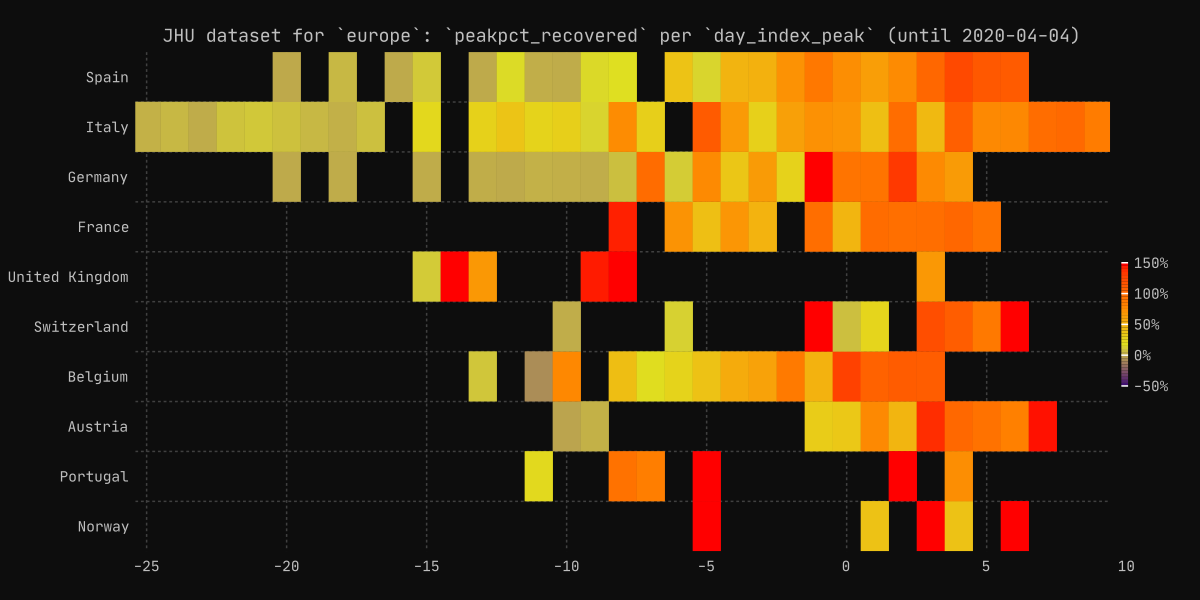 JHU dataset for `europe`: `peakpct_recovered` per `day_index_peak` (until 2020-04-04)
Spain
Italy
Germany
France
United Kingdom
Switzerland
Belgium
Austria
Portugal
Norway
150%
100%
50%
0%
−50%
−25 −20 −15 −10 −5 0 5 10